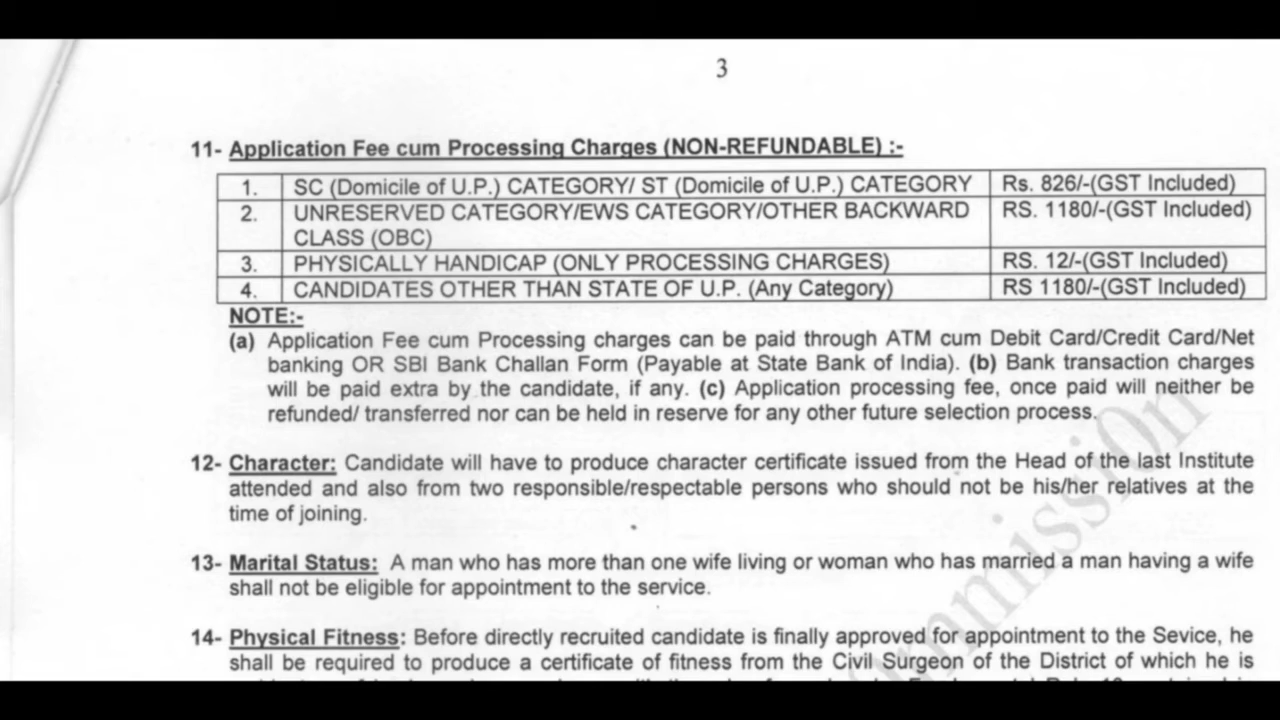 3
11- Application Fee cum Processing Charges (NON-REFUNDABLE) :-
1. SC (Domicile of U.P.) CATEGORY/ ST (Domicile of U.P.) CATEGORY Rs. 826/-(GST Included)
2. UNRESERVED CATEGORY/EWS CATEGORY/OTHER BACKWARD RS. 1180/-(GST Included)
CLASS (OBC)
3. PHYSICALLY HANDICAP (ONLY PROCESSING CHARGES) RS. 12/-(GST Included)
4. CANDIDATES OTHER THAN STATE OF U.P. (Any Category) RS 1180/-(GST Included)
NOTE:-
(a) Application Fee cum Processing charges can be paid through ATM cum Debit Card/Credit Card/Net
banking OR SBI Bank Challan Form (Payable at State Bank of India). (b) Bank transaction charges
will be paid extra by the candidate, if any. (c) Application processing fee, once paid will neither be
refunded/ transferred nor can be held in reserve for any other future selection process.
12- Character: Candidate will have to produce character certificate issued from the Head of the last Institute
attended and also from two responsible/respectable persons who should not be his/her relatives at the
time of joining.
13- Marital Status: A man who has more than one wife living or woman who has married a man having a wife
shall not be eligible for appointment to the service.
14- Physical Fitness: Before directly recruited candidate is finally approved for appointment to the Sevice, he
shall be required to produce a certificate of fitness from the Civil Surgeon of the District of which he is